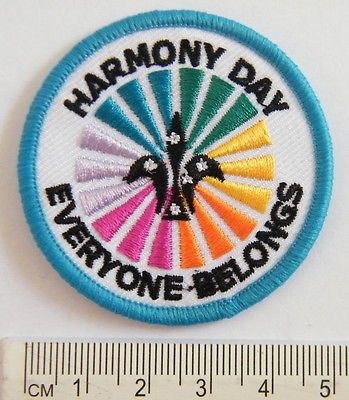 HARMONY DAY
EVERYONE BELONGS
CM 1 2 3 4 5